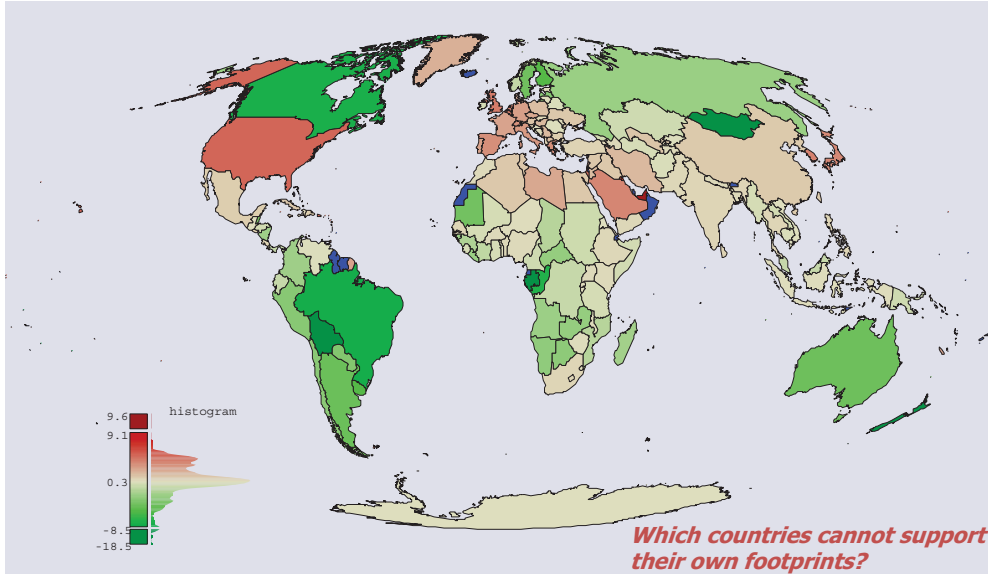 histogram
9.6
9.1
0.3
-8.5
-18.5
Which countries cannot support
their own footprints?